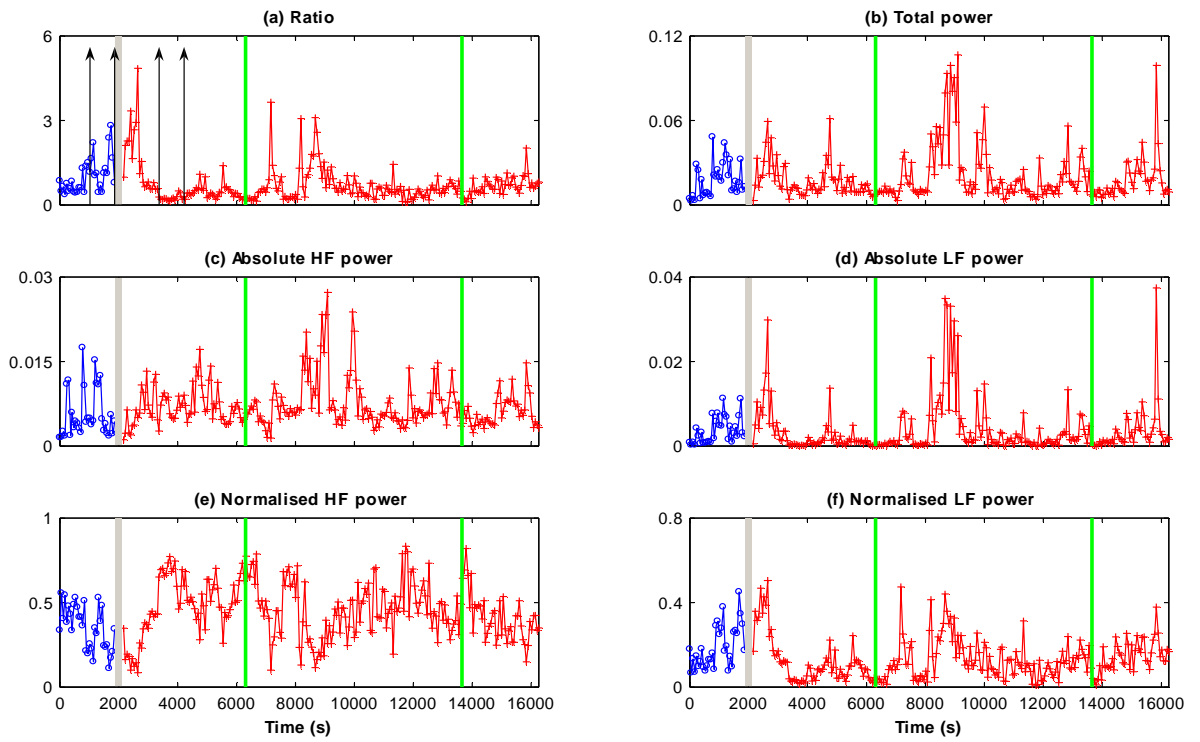 (a) Ratio
6
3
0
(b) Total power
0.12
0.06
0
(c) Absolute HF power
0.03
0.015
0
(d) Absolute LF power
0.04
0.02
0
(e) Normalised HF power
1
0.5
0
0 2000 4000 6000 8000 10000 12000 14000 16000
Time (s)
(f) Normalised LF power
0.8
0.4
0
0 2000 4000 6000 8000 10000 12000 14000 16000
Time (s)